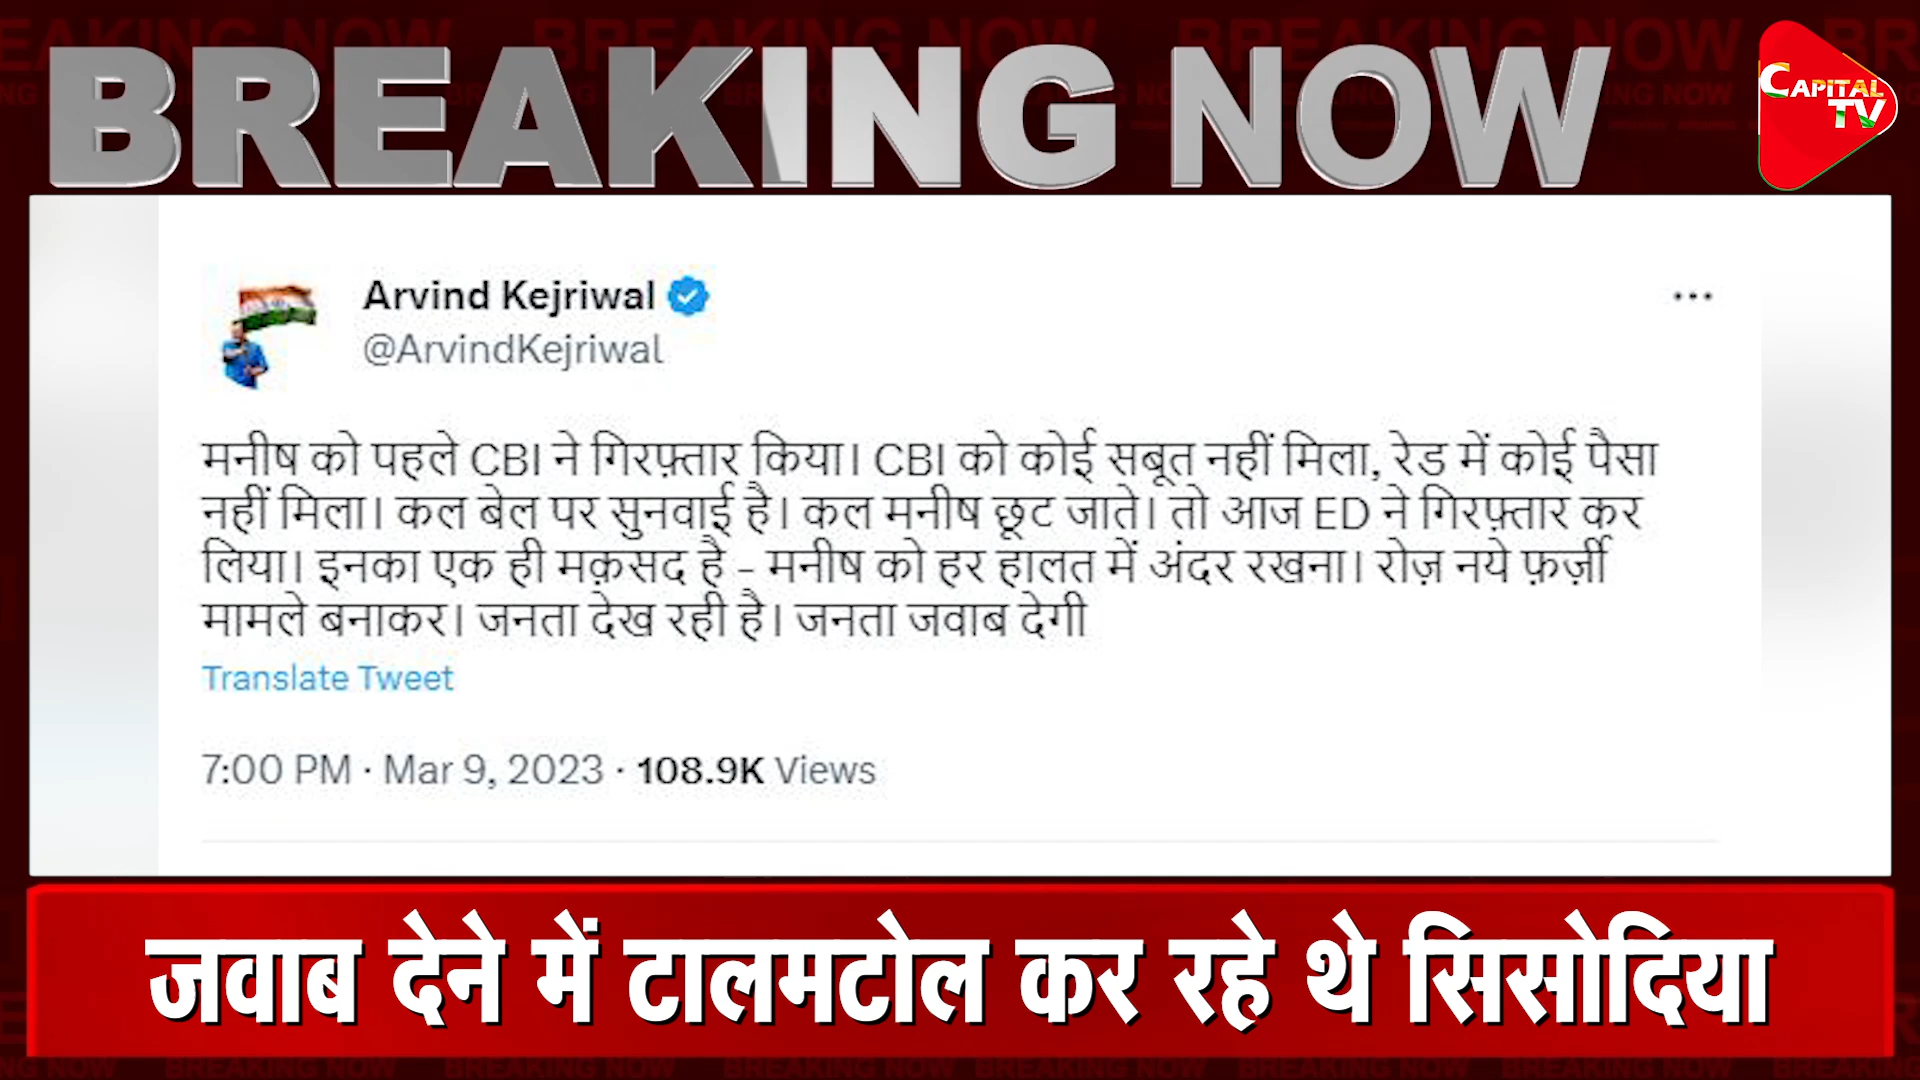 BREAKING NOW
CAPITAL
TV
Arvind Kejriwal
@ArvindKejriwal
मनीष को पहले CBI ने गिरफ़्तार किया। CBI को कोई सबूत नहीं मिला, रेड में कोई पैसा
नहीं मिला। कल बेल पर सुनवाई है। कल मनीष छूट जाते। तो आज ED ने गिरफ़्तार कर
लिया। इनका एक ही मक़सद है - मनीष को हर हालत में अंदर रखना। रोज़ नये फ़र्ज़ी
मामले बनाकर। जनता देख रही है। जनता जवाब देगी
Translate Tweet
7:00 PM · Mar 9, 2023 · 108.9K Views
जवाब देने में टालमटोल कर रहे थे सिसोदिया